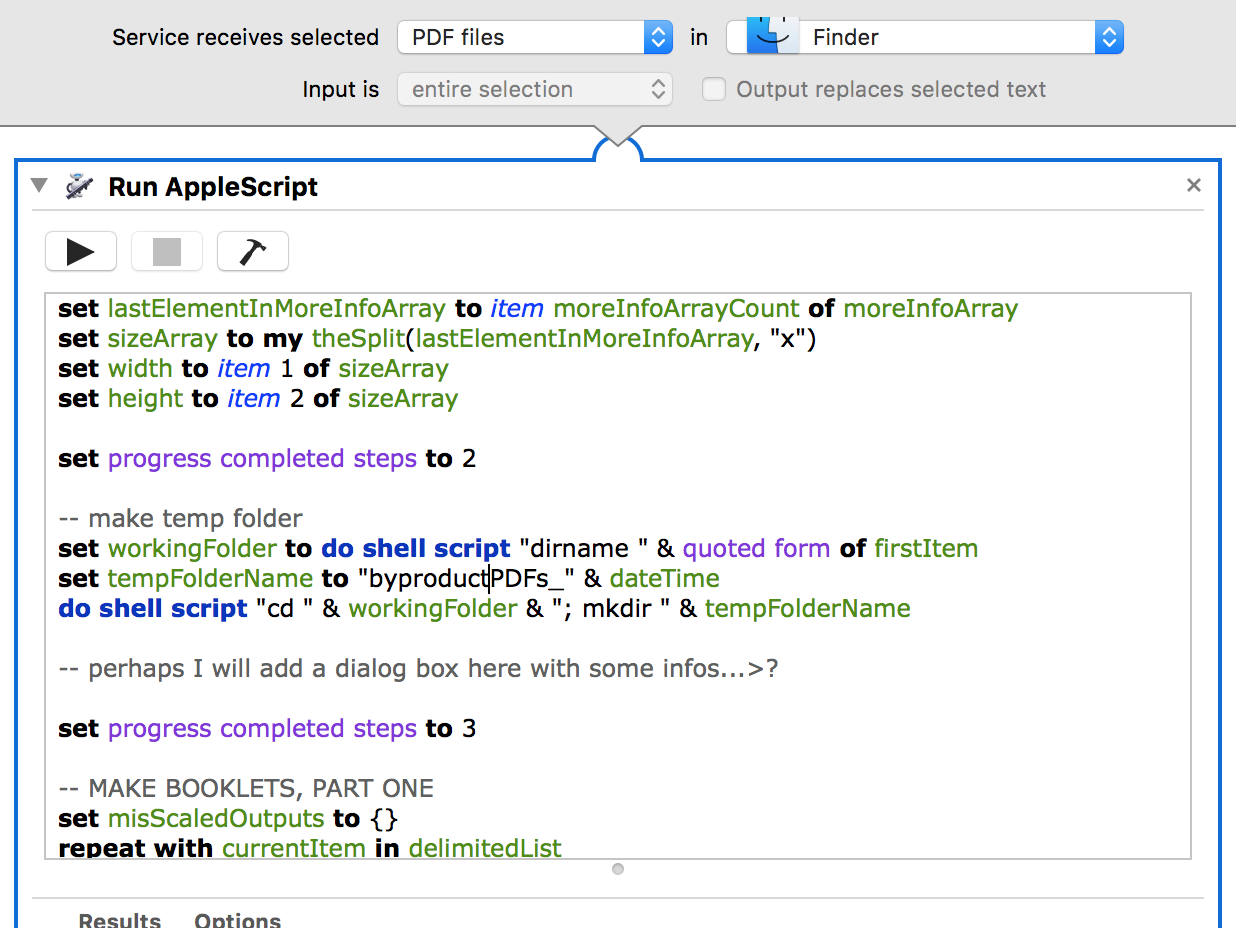 Service receives selected PDF files in Finder
Input is entire selection Output replaces selected text
Run AppleScript
set lastElementInMoreInfoArray to item moreInfoArrayCount of moreInfoArray
set sizeArray to my theSplit(lastElementInMoreInfoArray, "x")
set width to item 1 of sizeArray
set height to item 2 of sizeArray
set progress completed steps to 2
-- make temp folder
set workingFolder to do shell script "dirname " & quoted form of firstItem
set tempFolderName to "byproductPDFs_" & dateTime
do shell script "cd " & workingFolder & "; mkdir " & tempFolderName
-- perhaps I will add a dialog box here with some infos...>?
set progress completed steps to 3
-- MAKE BOOKLETS, PART ONE
set misScaledOutputs to {}
repeat with currentItem in delimitedList
Results Options